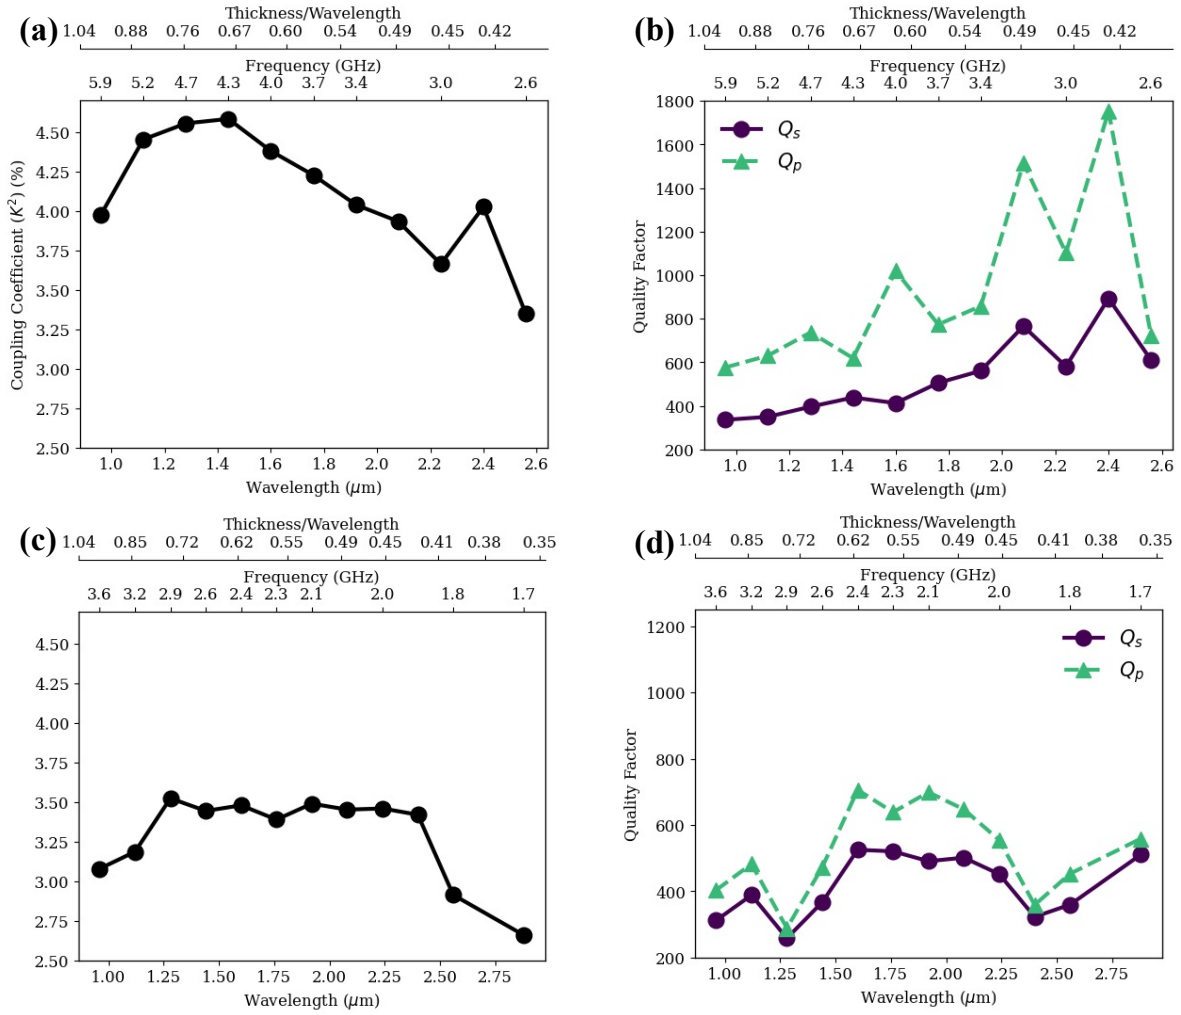 (a)
Thickness/Wavelength
1.04 0.88 0.76 0.67 0.60 0.54 0.49 0.45 0.42
Frequency (GHz)
5.9 5.2 4.7 4.3 4.0 3.7 3.4 3.0 2.6
4.50
4.25
4.00
3.75
3.50
3.25
3.00
2.75
2.50
Coupling Coefficient (K²) (%)
1.0 1.2 1.4 1.6 1.8 2.0 2.2 2.4 2.6
Wavelength (μm)
(b)
Thickness/Wavelength
1.04 0.88 0.76 0.67 0.60 0.54 0.49 0.45 0.42
Frequency (GHz)
5.9 5.2 4.7 4.3 4.0 3.7 3.4 3.0 2.6
1800
1600
1400
1200
1000
800
600
400
200
Quality Factor
Qs
Qp
1.0 1.2 1.4 1.6 1.8 2.0 2.2 2.4 2.6
Wavelength (μm)
(c)
Thickness/Wavelength
1.04 0.85 0.72 0.62 0.55 0.49 0.45 0.41 0.38 0.35
Frequency (GHz)
3.6 3.2 2.9 2.6 2.4 2.3 2.1 2.0 1.8 1.7
4.50
4.25
4.00
3.75
3.50
3.25
3.00
2.75
2.50
1.00 1.25 1.50 1.75 2.00 2.25 2.50 2.75
Wavelength (μm)
(d)
Thickness/Wavelength
1.04 0.85 0.72 0.62 0.55 0.49 0.45 0.41 0.38 0.35
Frequency (GHz)
3.6 3.2 2.9 2.6 2.4 2.3 2.1 2.0 1.8 1.7
1200
1000
800
600
400
200
Quality Factor
Qs
Qp
1.00 1.25 1.50 1.75 2.00 2.25 2.50 2.75
Wavelength (μm)